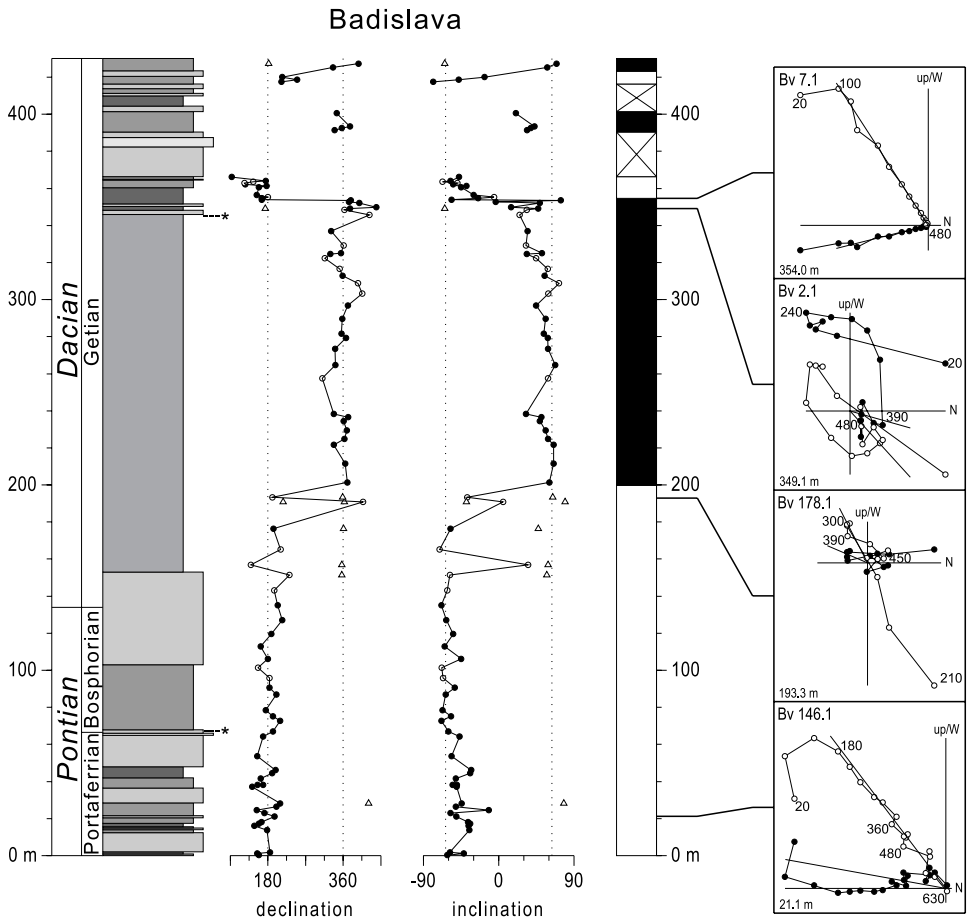 Badislava
Dacian
Getian
Pontian
Bosphorian
Portaferrian
400
300
200
100
0 m
*
*
180 360
declination
-90 0 90
inclination
400
300
200
100
0 m
Bv 7.1
up/W
100
20
N
480
354.0 m
Bv 2.1
up/W
240
20
390
N
480
349.1 m
Bv 178.1
up/W
300
390
450
N
210
193.3 m
Bv 146.1
up/W
180
20
360
480
N
630
21.1 m